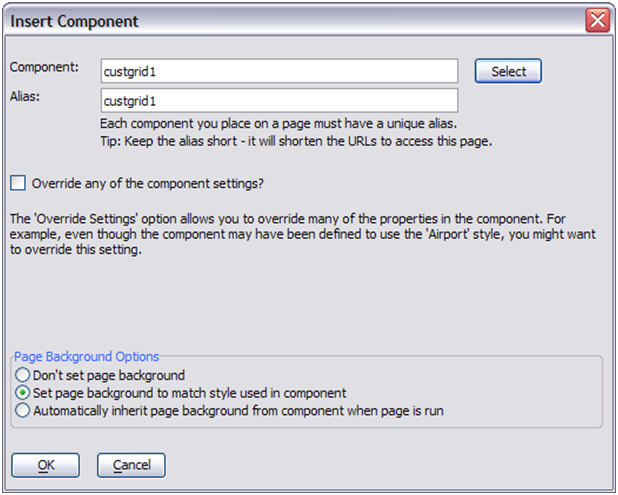 Insert Component
Component: custgrid1 Select
Alias: custgrid1
Each component you place on a page must have a unique alias.
Tip: Keep the alias short - it will shorten the URLs to access this page.
Override any of the component settings?
The 'Override Settings' option allows you to override many of the properties in the component. For
example, even though the component may have been defined to use the 'Airport' style, you might want
to override this setting.
Page Background Options
Don't set page background
Set page background to match style used in component
Automatically inherit page background from component when page is run
OK Cancel